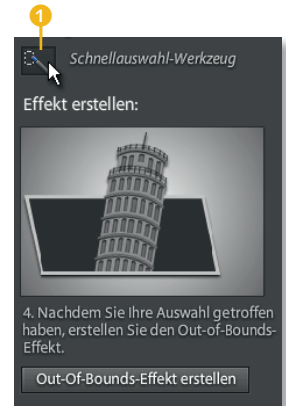 1
Schnellauswahl-Werkzeug
Effekt erstellen:
4. Nachdem Sie Ihre Auswahl getroffen
haben, erstellen Sie den Out-of-Bounds-
Effekt.
Out-Of-Bounds-Effekt erstellen